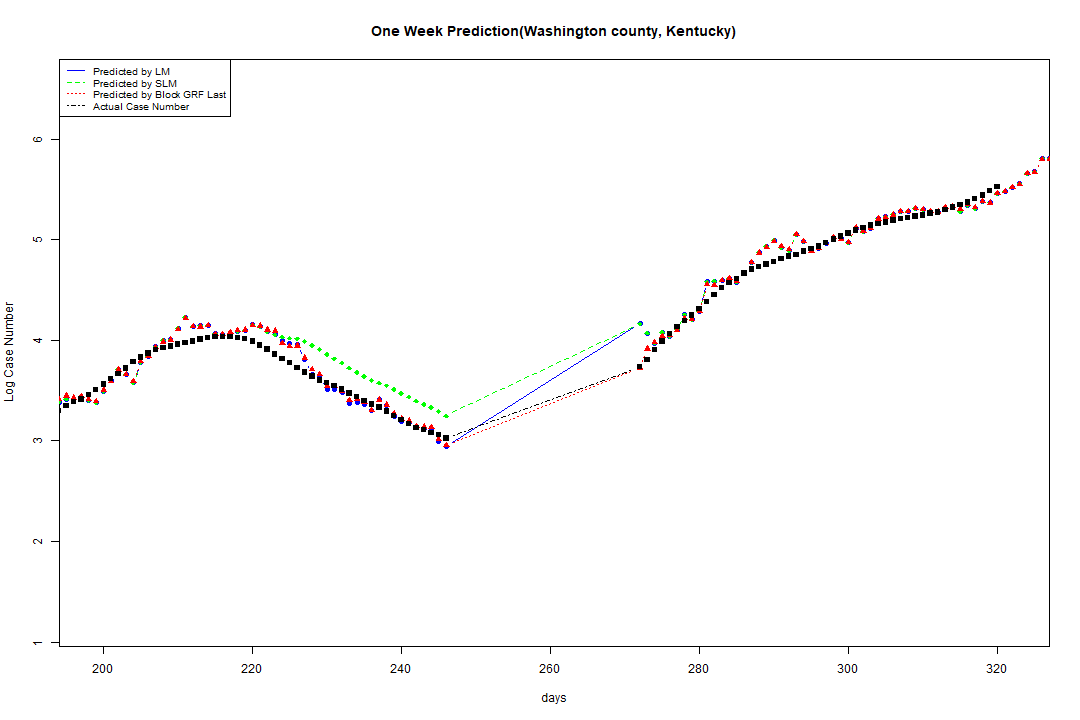 One Week Prediction(Washington county, Kentucky)
Predicted by LM
Predicted by SLM
Predicted by Block GRF Last
Actual Case Number
Log Case Number
6
5
4
3
2
1
200 220 240 260 280 300 320
days